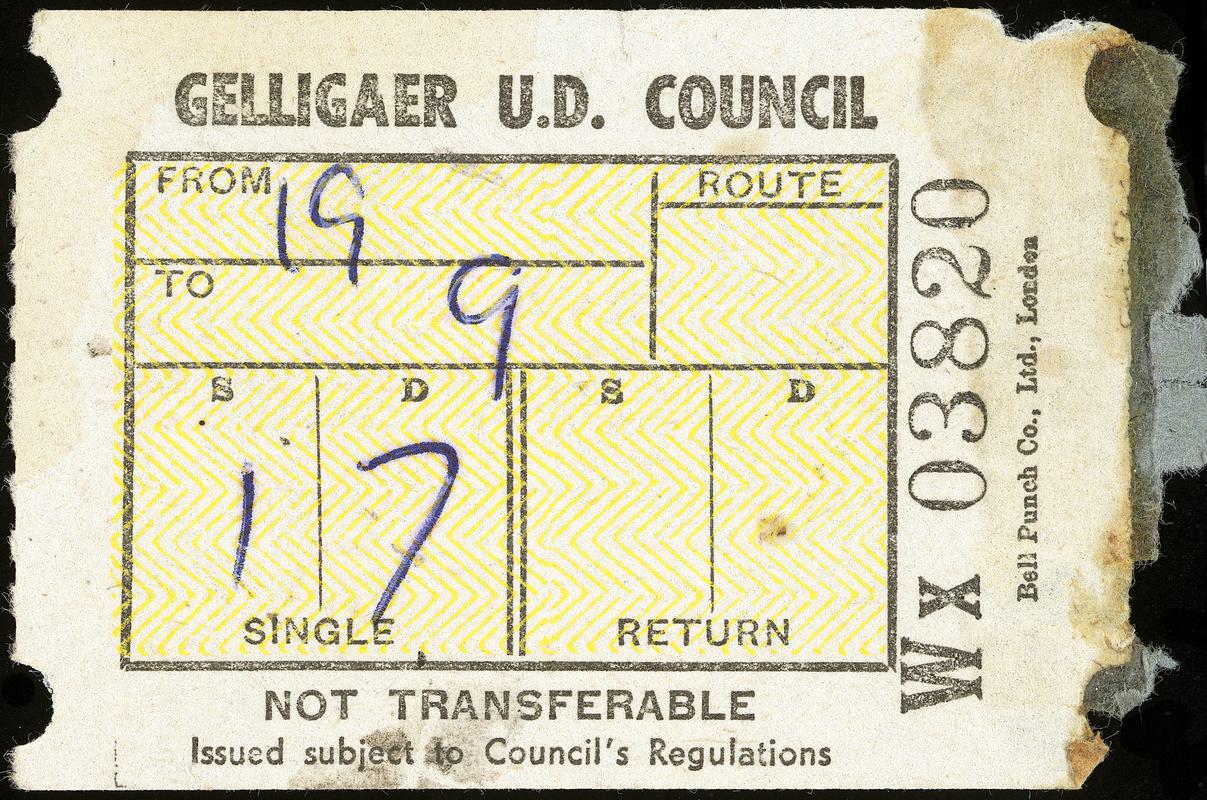 GELLIGAER U.D. COUNCIL
FROM 19
ROUTE
TO 9
S D S D
1 7
SINGLE RETURN
NOT TRANSFERABLE
Issued subject to Council's Regulations
Wx 03820
Bell Punch Co., Ltd., London